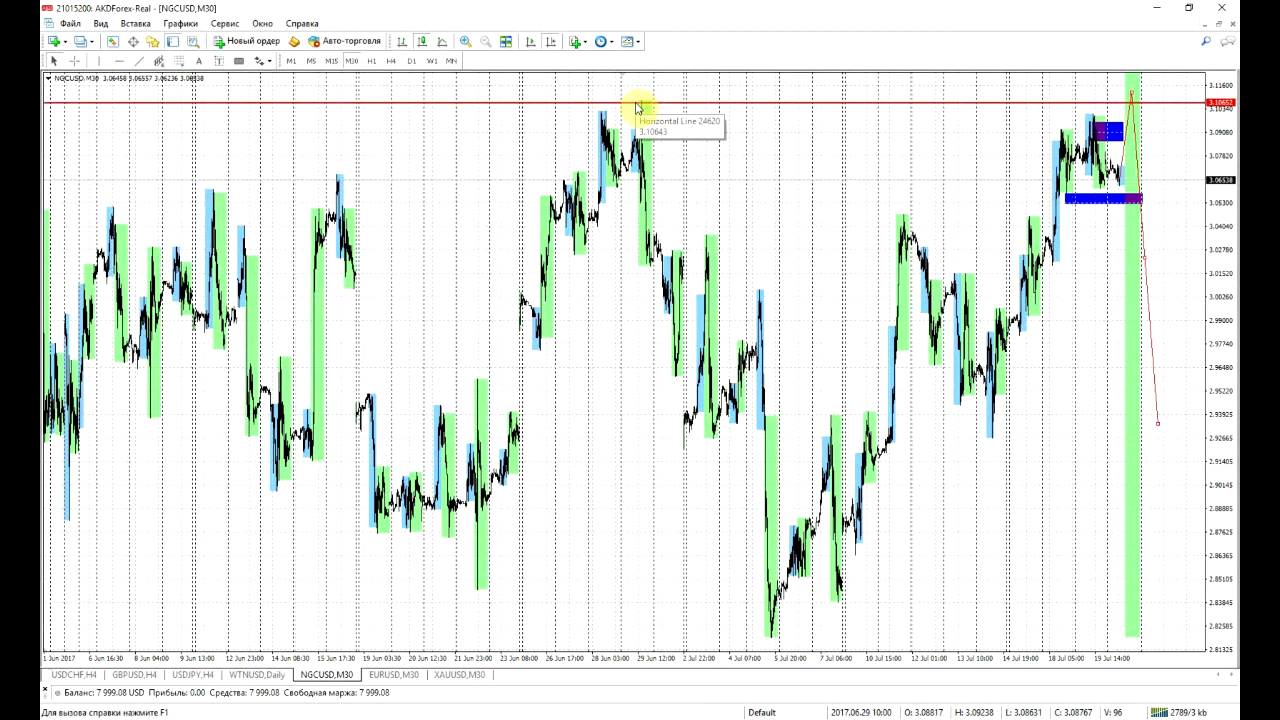 21015200: AKDForex-Real - [NGCUSD,M30]
Файл Вид Вставка Графики Сервис Окно Справка
Новый ордер Авто-торговля
A T M1 M5 M15 M30 H1 H4 D1 W1 MN
NGCUSD,M30 3.06458 3.06557 3.06236 3.06538
3.11600
3.10652
3.10340
Horizontal Line 24620
3.10643
3.09080
3.07820
3.06538
3.05300
3.04040
3.02780
3.01520
3.00260
2.99000
2.97740
2.96480
2.95220
2.93925
2.92665
2.91405
2.90145
2.88885
2.87625
2.86365
2.85105
2.83845
2.82585
2.81325
1 Jun 2017 6 Jun 16:30 8 Jun 04:00 9 Jun 13:00 12 Jun 23:00 14 Jun 08:30 15 Jun 17:30 19 Jun 03:30 20 Jun 12:30 21 Jun 23:00 23 Jun 08:00 26 Jun 17:00 28 Jun 03:00 29 Jun 12:00 2 Jul 22:00 4 Jul 07:00 5 Jul 20:00 7 Jul 06:00 10 Jul 15:00 12 Jul 01:00 13 Jul 10:00 14 Jul 19:00 18 Jul 05:00 19 Jul 14:00
USDCHF,H4 GBPUSD,H4 USDJPY,H4 WTNUSD,Daily NGCUSD,M30 EURUSD,M30 XAUUSD,M30
Баланс: 7 999.08 USD Прибыль: 0.00 Средства: 7 999.08 Свободная маржа: 7 999.08
Для вызова справки нажмите F1 Default 2017.06.29 10:00 O: 3.08817 H: 3.09238 L: 3.08631 C: 3.08767 V: 96 2789/3 kb